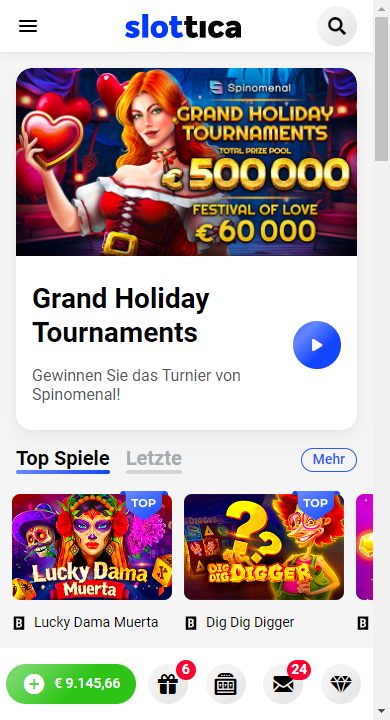 slottica
Spinomenal
GRAND HOLIDAY
TOURNAMENTS
TOTAL PRIZE POOL
€500 000
FESTIVAL OF LOVE
€60 000
Grand Holiday
Tournaments
Gewinnen Sie das Turnier von
Spinomenal!
Top Spiele Letzte Mehr
TOP TOP
LUCKY DAMA
MUERTA
DIG DIG
DIGGER
B Lucky Dama Muerta B Dig Dig Digger B
€ 9.145,66 6 24